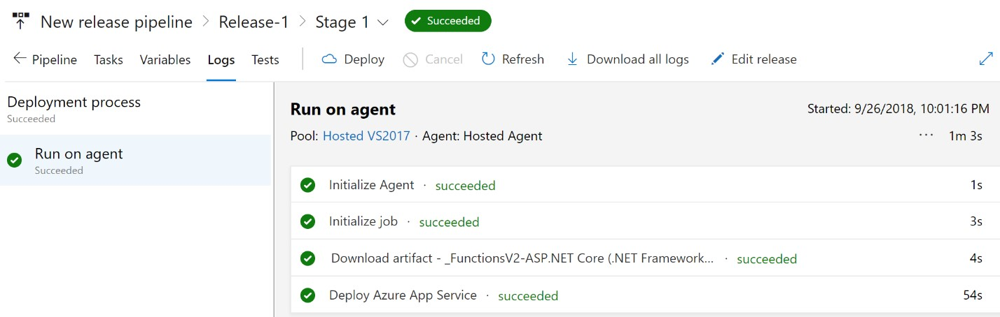 New release pipeline > Release-1 > Stage 1 Succeeded
Pipeline Tasks Variables Logs Tests Deploy Cancel Refresh Download all logs Edit release
Deployment process
Succeeded
Run on agent
Succeeded
Run on agent Started: 9/26/2018, 10:01:16 PM
Pool: Hosted VS2017 · Agent: Hosted Agent ··· 1m 3s
Initialize Agent · succeeded 1s
Initialize job · succeeded 3s
Download artifact - _FunctionsV2-ASP.NET Core (.NET Framework... · succeeded 4s
Deploy Azure App Service · succeeded 54s